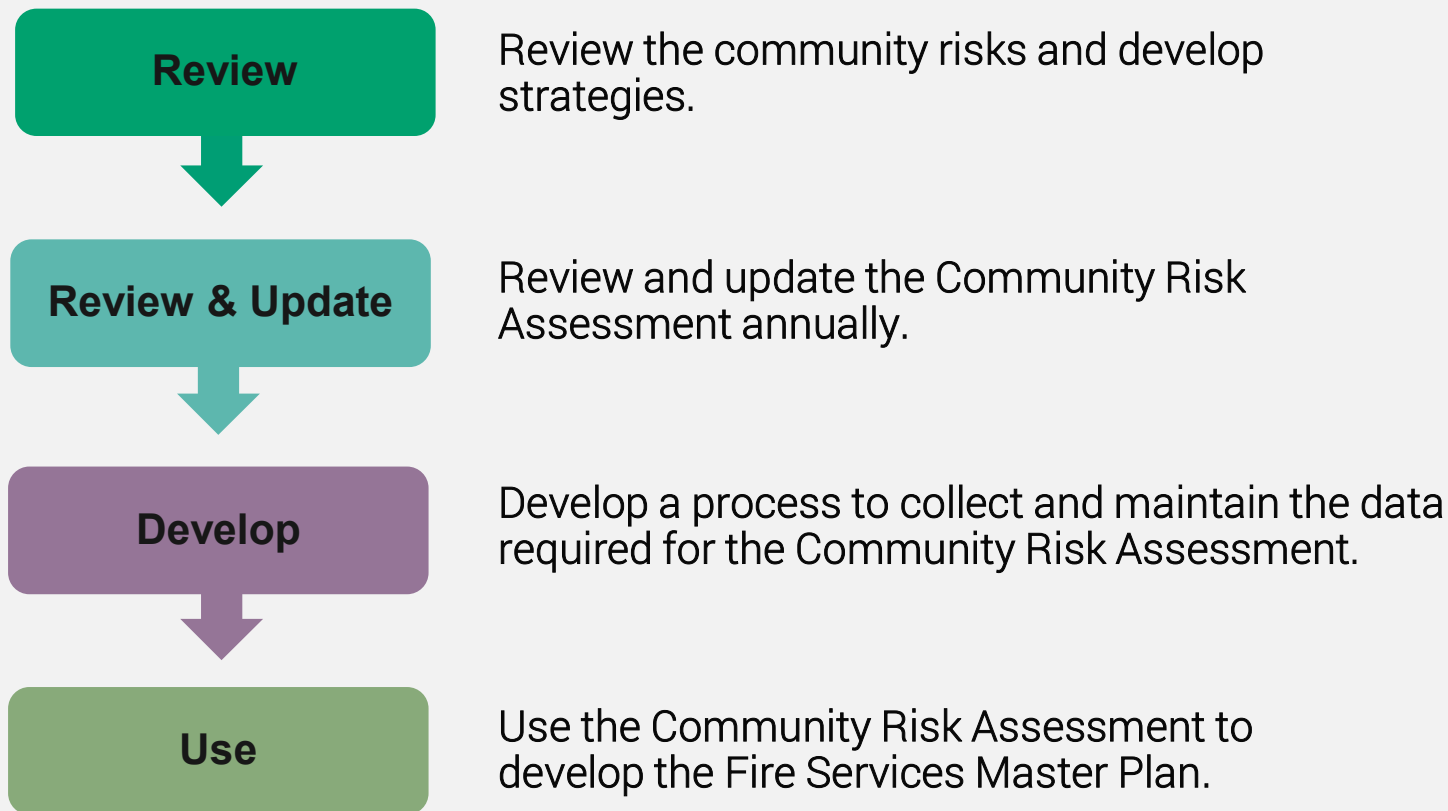 Review
Review the community risks and develop
strategies.
Review & Update
Review and update the Community Risk
Assessment annually.
Develop
Develop a process to collect and maintain the data
required for the Community Risk Assessment.
Use
Use the Community Risk Assessment to
develop the Fire Services Master Plan.